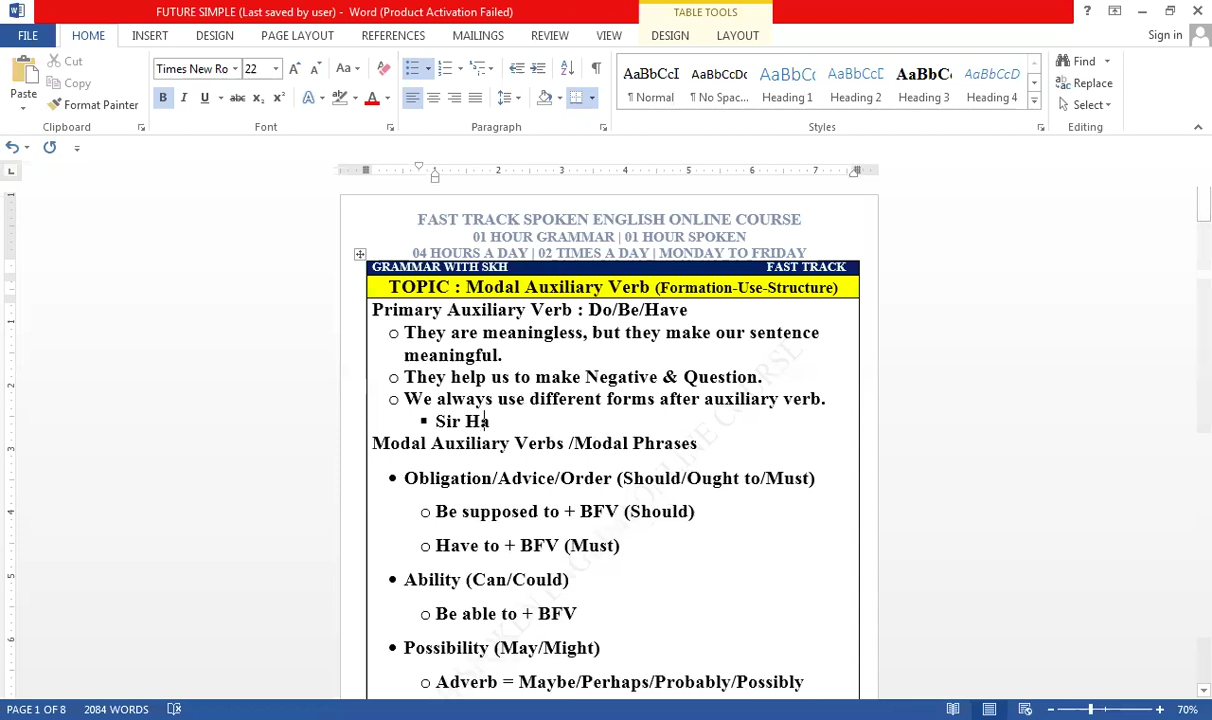 FUTURE SIMPLE (Last saved by user) - Word (Product Activation Failed)
TABLE TOOLS
FILE
HOME
INSERT
DESIGN
PAGE LAYOUT
REFERENCES
MAILINGS
REVIEW
VIEW
DESIGN
LAYOUT
Sign in
Paste
Cut
Copy
Format Painter
Clipboard
Times New Ro
22
Font
Paragraph
AaBbCcI
¶ Normal
AaBbCcDc
¶ No Spac...
AaBbCcI
Heading 1
AaBbCcDc
Heading 2
AaBbCc
Heading 3
AaBbCcD
Heading 4
Styles
Find
Replace
Select
Editing
FAST TRACK SPOKEN ENGLISH ONLINE COURSE
01 HOUR GRAMMAR | 01 HOUR SPOKEN
04 HOURS A DAY | 02 TIMES A DAY | MONDAY TO FRIDAY
GRAMMAR WITH SKH FAST TRACK
TOPIC : Modal Auxiliary Verb (Formation-Use-Structure)
Primary Auxiliary Verb : Do/Be/Have
o They are meaningless, but they make our sentence
meaningful.
o They help us to make Negative & Question.
o We always use different forms after auxiliary verb.
▪ Sir Ha
Modal Auxiliary Verbs /Modal Phrases
• Obligation/Advice/Order (Should/Ought to/Must)
o Be supposed to + BFV (Should)
o Have to + BFV (Must)
• Ability (Can/Could)
o Be able to + BFV
• Possibility (May/Might)
o Adverb = Maybe/Perhaps/Probably/Possibly
PAGE 1 OF 8
2084 WORDS
70%